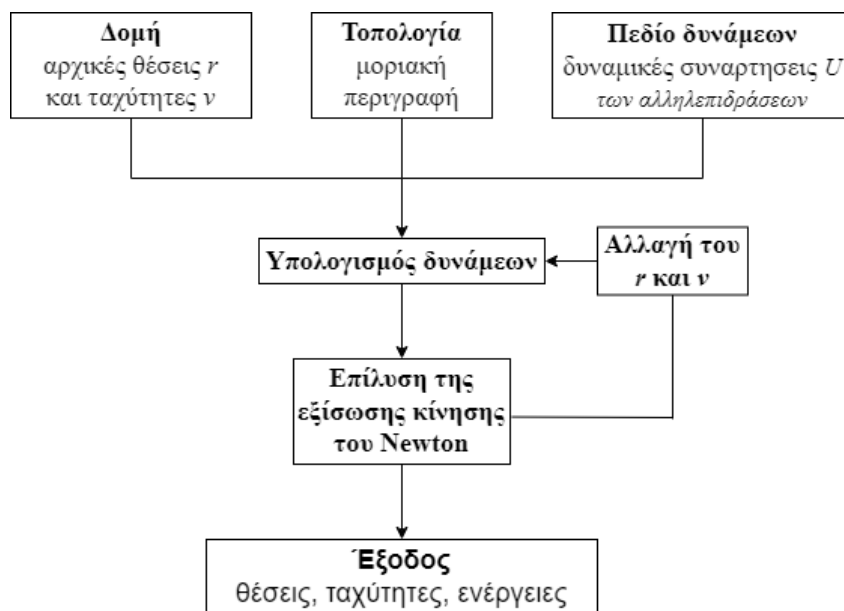 Δομή
αρχικές θέσεις r
και ταχύτητες v
Τοπολογία
μοριακή
περιγραφή
Πεδίο δυνάμεων
δυναμικές συναρτησεις U
των αλληλεπιδράσεων
Υπολογισμός δυνάμεων
Αλλαγή του
r και v
Επίλυση της
εξίσωσης κίνησης
του Newton
Έξοδος
θέσεις, ταχύτητες, ενέργειες